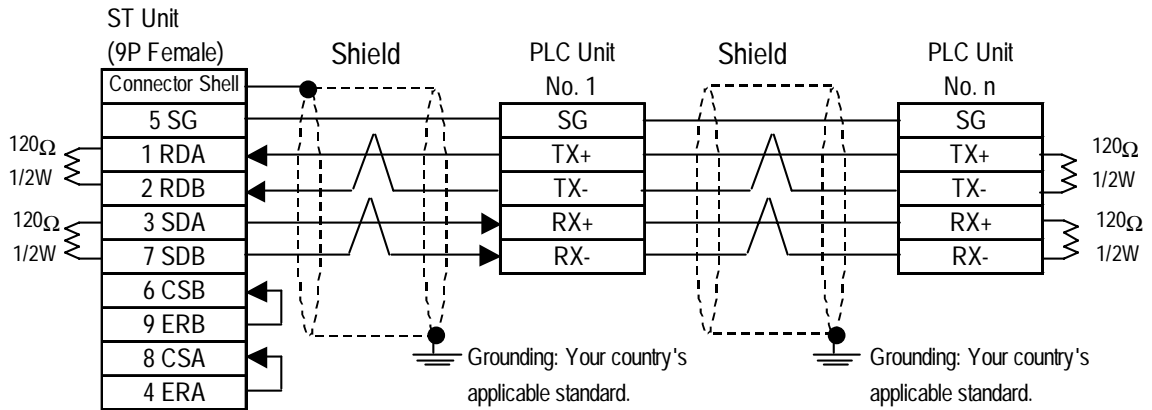 ST Unit
(9P Female)
Shield
PLC Unit
No. 1
Shield
PLC Unit
No. n
Connector Shell
5 SG
SG
SG
120Ω
1/2W
1 RDA
TX+
TX+
120Ω
1/2W
2 RDB
TX-
TX-
120Ω
1/2W
3 SDA
RX+
RX+
120Ω
1/2W
7 SDB
RX-
RX-
6 CSB
9 ERB
8 CSA
4 ERA
Grounding: Your country's
applicable standard.
Grounding: Your country's
applicable standard.